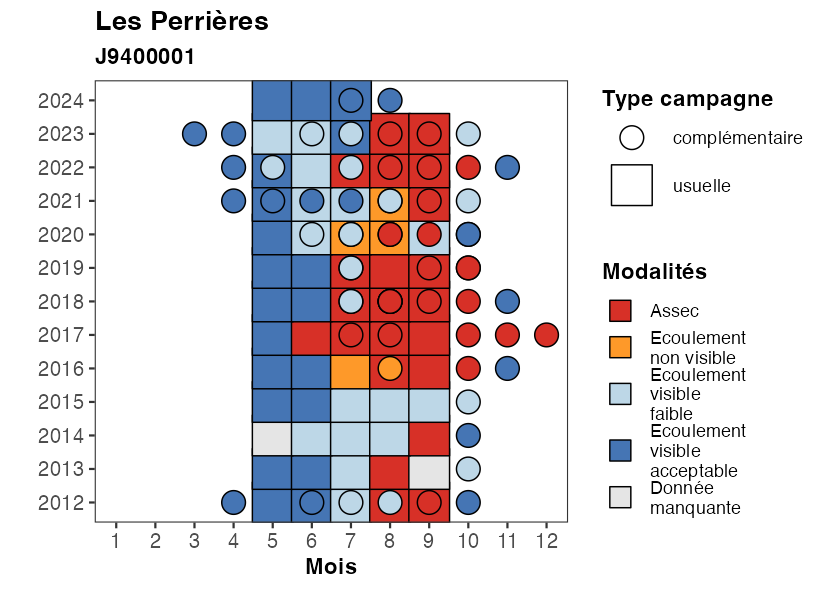 Les Perrières
J9400001
2024
2023
2022
2021
2020
2019
2018
2017
2016
2015
2014
2013
2012
1 2 3 4 5 6 7 8 9 10 11 12
Mois
Type campagne
complémentaire
usuelle
Modalités
Assec
Ecoulement
non visible
Ecoulement
visible
faible
Ecoulement
visible
acceptable
Donnée
manquante